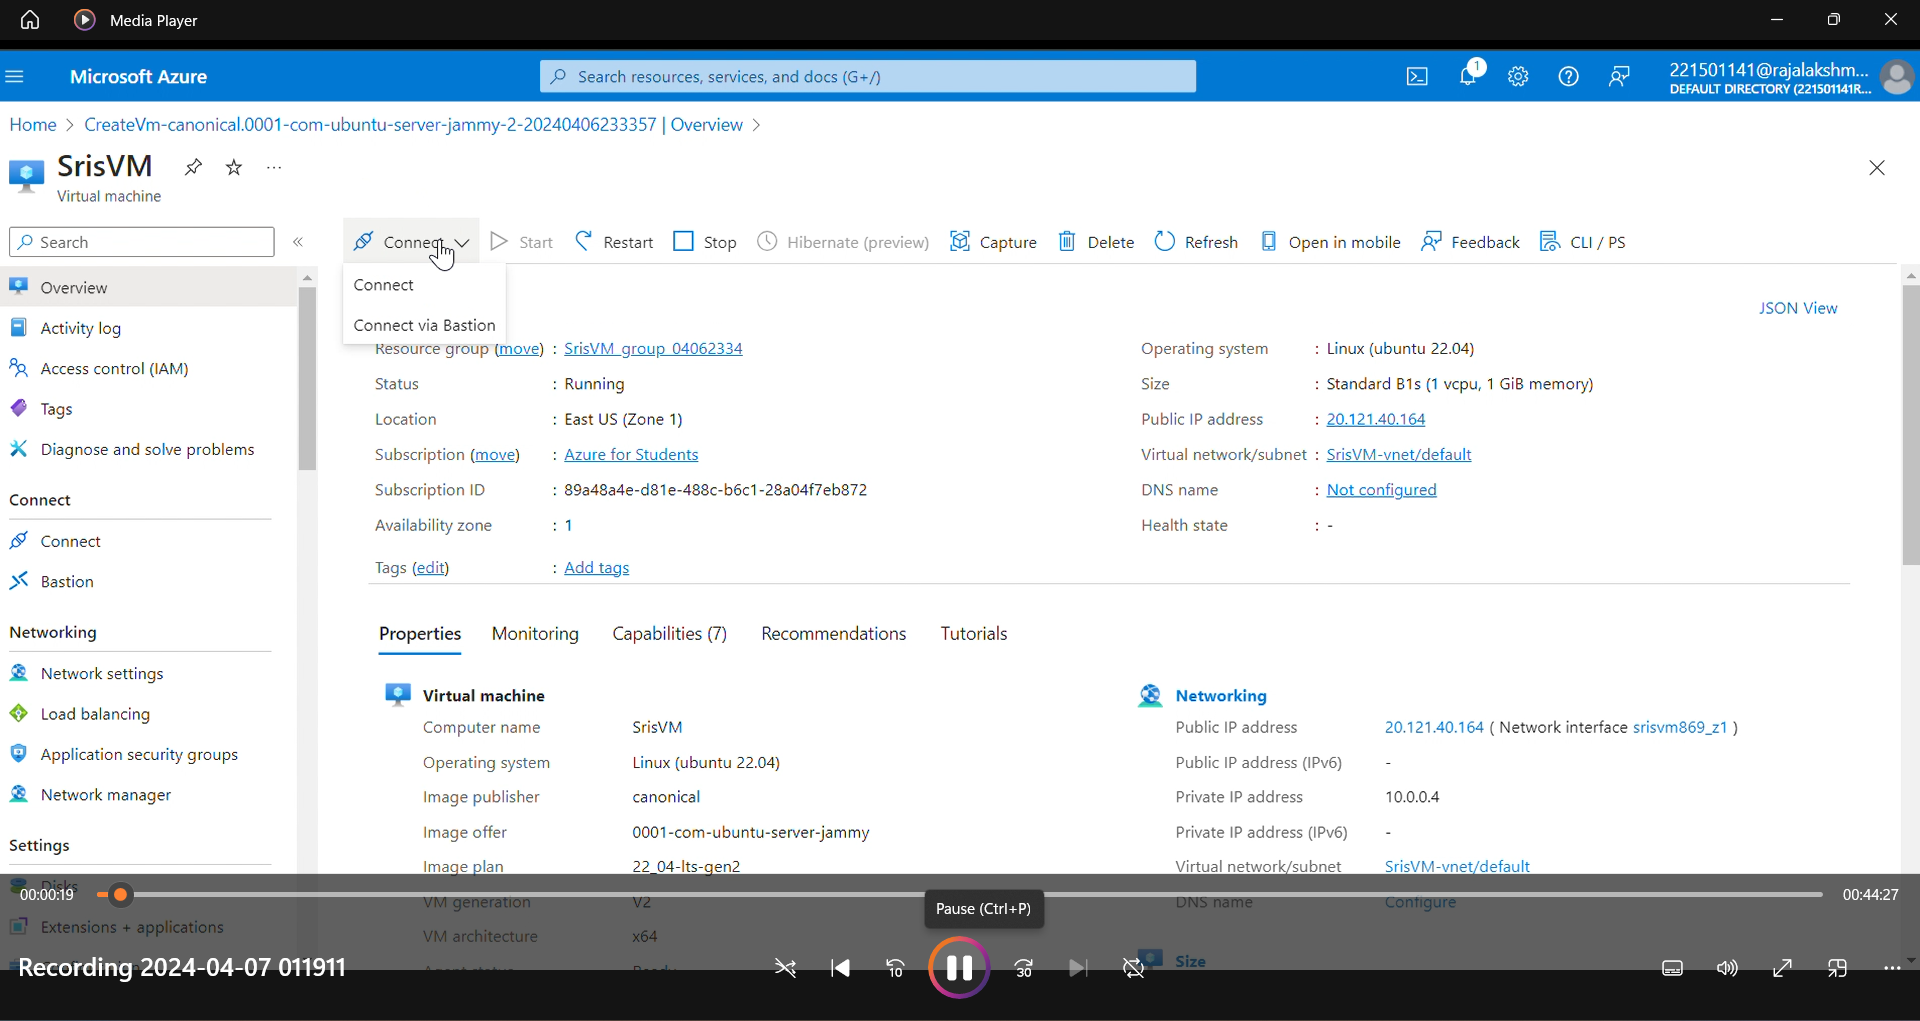 Media Player
Microsoft Azure
Search resources, services, and docs (G+/)
1
221501141@rajalakshm...
DEFAULT DIRECTORY (221501141R...
Home > CreateVm-canonical.0001-com-ubuntu-server-jammy-2-20240406233357 | Overview >
SrisVM
...
Virtual machine
Search
«
Connect
Start
Restart
Stop
Hibernate (preview)
Capture
Delete
Refresh
Open in mobile
Feedback
CLI / PS
Connect
Connect via Bastion
Overview
Activity log
Access control (IAM)
Tags
Diagnose and solve problems
Connect
Connect
Bastion
Networking
Network settings
Load balancing
Application security groups
Network manager
Settings
Disks
Extensions + applications
JSON View
Resource group (move) : SrisVM_group_04062334
Status : Running
Location : East US (Zone 1)
Subscription (move) : Azure for Students
Subscription ID : 89a48a4e-d81e-488c-b6c1-28a04f7eb872
Availability zone : 1
Tags (edit) : Add tags
Operating system : Linux (ubuntu 22.04)
Size : Standard B1s (1 vcpu, 1 GiB memory)
Public IP address : 20.121.40.164
Virtual network/subnet : SrisVM-vnet/default
DNS name : Not configured
Health state : -
Properties Monitoring Capabilities (7) Recommendations Tutorials
Virtual machine
Computer name SrisVM
Operating system Linux (ubuntu 22.04)
Image publisher canonical
Image offer 0001-com-ubuntu-server-jammy
Image plan 22_04-lts-gen2
VM generation V2
VM architecture x64
Networking
Public IP address 20.121.40.164 ( Network interface srisvm869_z1 )
Public IP address (IPv6) -
Private IP address 10.0.0.4
Private IP address (IPv6) -
Virtual network/subnet SrisVM-vnet/default
DNS name Configure
Size
00:00:19
00:44:27
Pause (Ctrl+P)
Recording 2024-04-07 011911
10
30